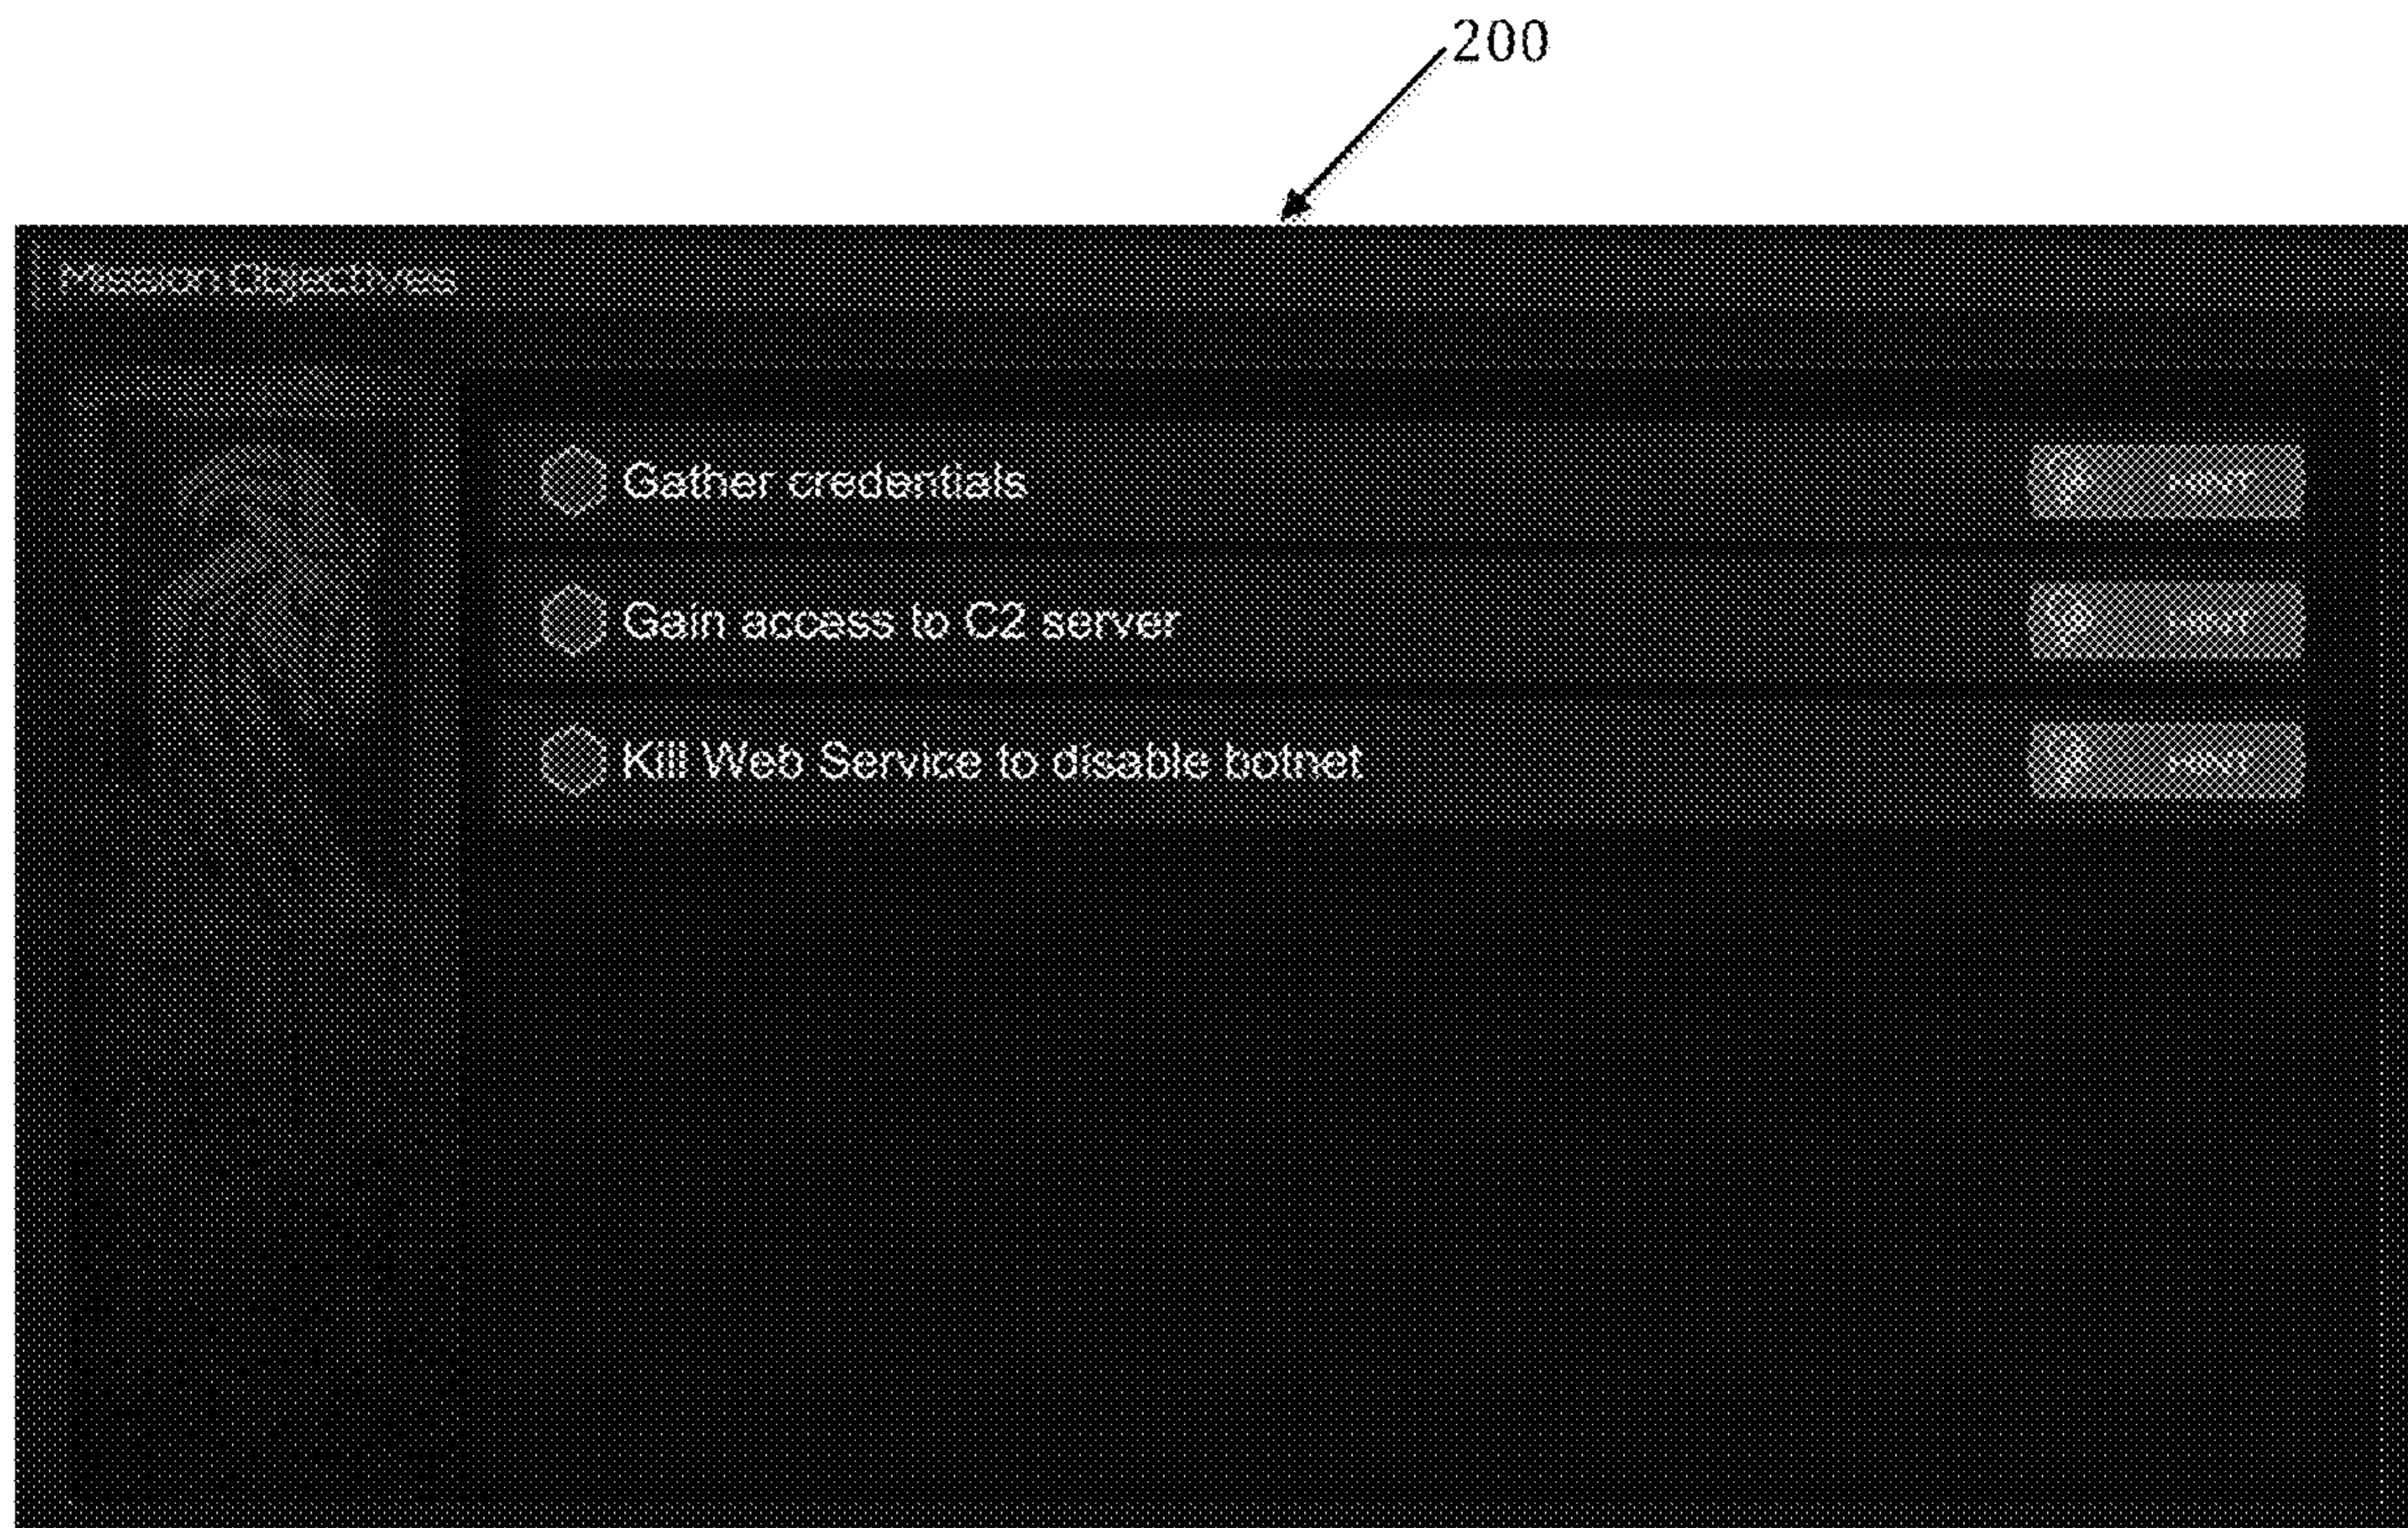 200
Mission Objectives
Gather credentials
Gain access to C2 server
Kill Web Service to disable botnet